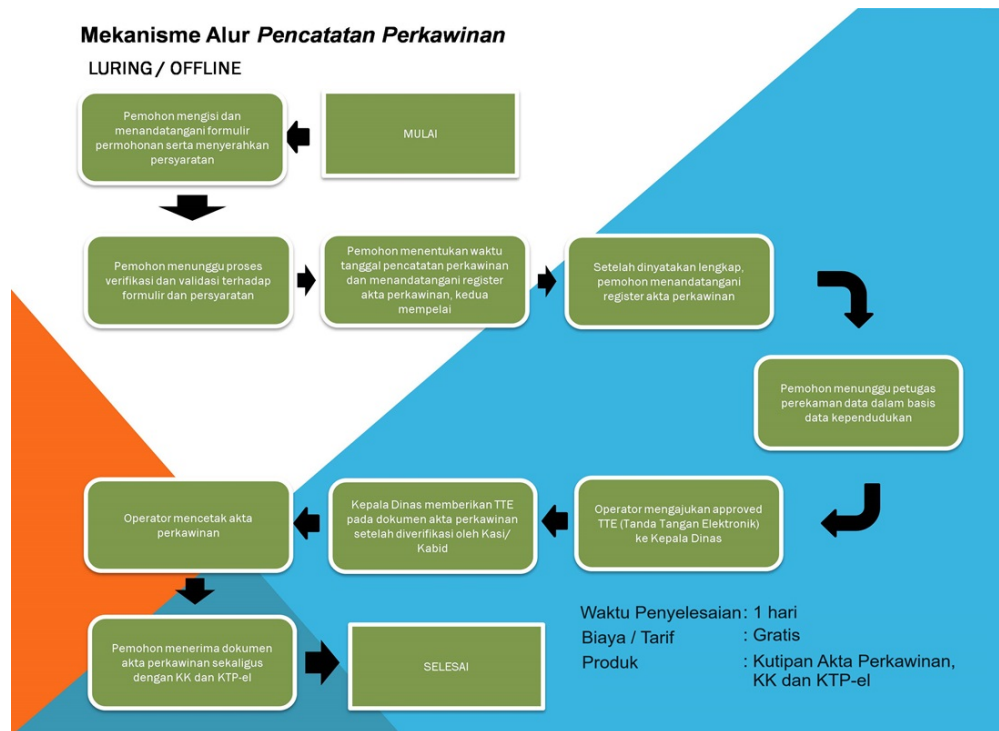 Mekanisme Alur Pencatatan Perkawinan
LURING / OFFLINE
MULAI
Pemohon mengisi dan
menandatangani formulir
permohonan serta menyerahkan
persyaratan
Pemohon menunggu proses
verifikasi dan validasi terhadap
formulir dan persyaratan
Pemohon menentukan waktu
tanggal pencatatan perkawinan
dan menandatangani register
akta perkawinan, kedua
mempelai
Setelah dinyatakan lengkap,
pemohon menandatangani
register akta perkawinan
Pemohon menunggu petugas
perekaman data dalam basis
data kependudukan
Operator mengajukan approved
TTE (Tanda Tangan Elektronik)
ke Kepala Dinas
Kepala Dinas memberikan TTE
pada dokumen akta perkawinan
setelah diverifikasi oleh Kasi/
Kabid
Operator mencetak akta
perkawinan
Pemohon menerima dokumen
akta perkawinan sekaligus
dengan KK dan KTP-el
SELESAI
Waktu Penyelesaian : 1 hari
Biaya / Tarif : Gratis
Produk : Kutipan Akta Perkawinan,
KK dan KTP-el